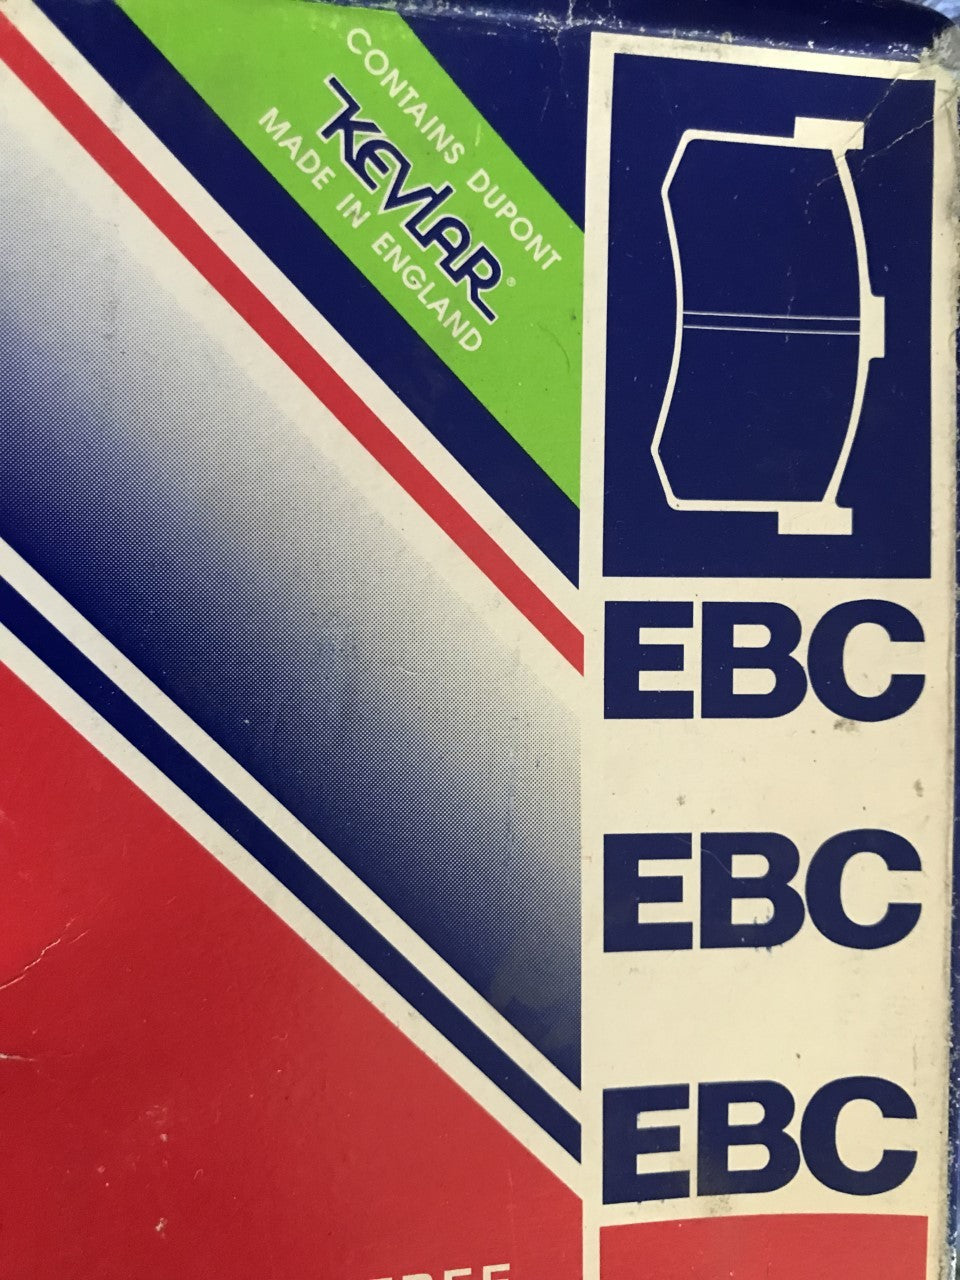 CONTAINS DUPONT
KEVLAR®
MADE IN ENGLAND
EBC
EBC
EBC